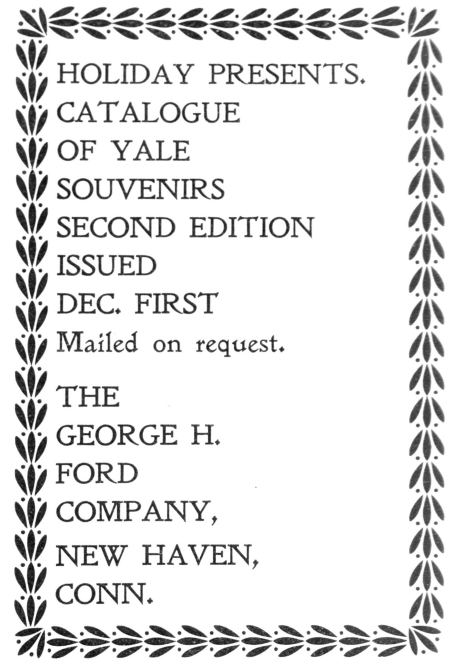 HOLIDAY PRESENTS.
CATALOGUE
OF YALE
SOUVENIRS
SECOND EDITION
ISSUED
DEC. FIRST
Mailed on request.
THE
GEORGE H.
FORD
COMPANY,
NEW HAVEN,
CONN.